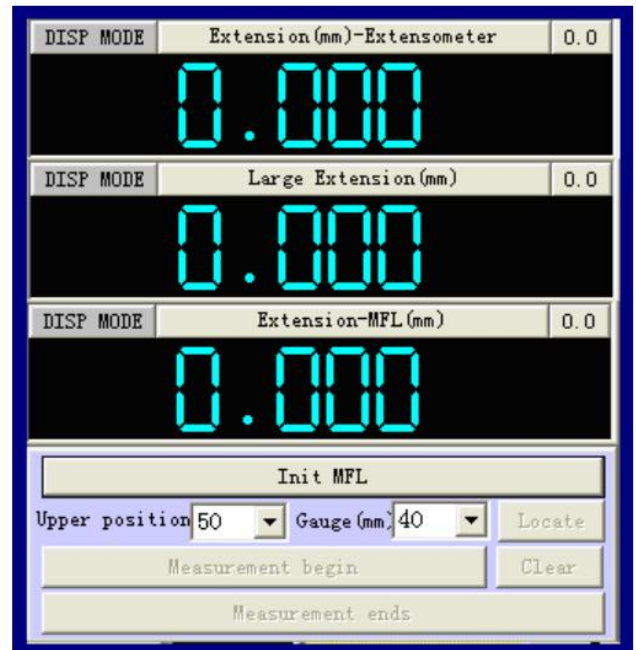 DISP MODE Extension(mm)-Extensometer 0.0
0.000
DISP MODE Large Extension(mm) 0.0
0.000
DISP MODE Extension-MFL(mm) 0.0
0.000
Init MFL
Upper position 50 Gauge(mm) 40 Locate
Measurement begin Clear
Measurement ends